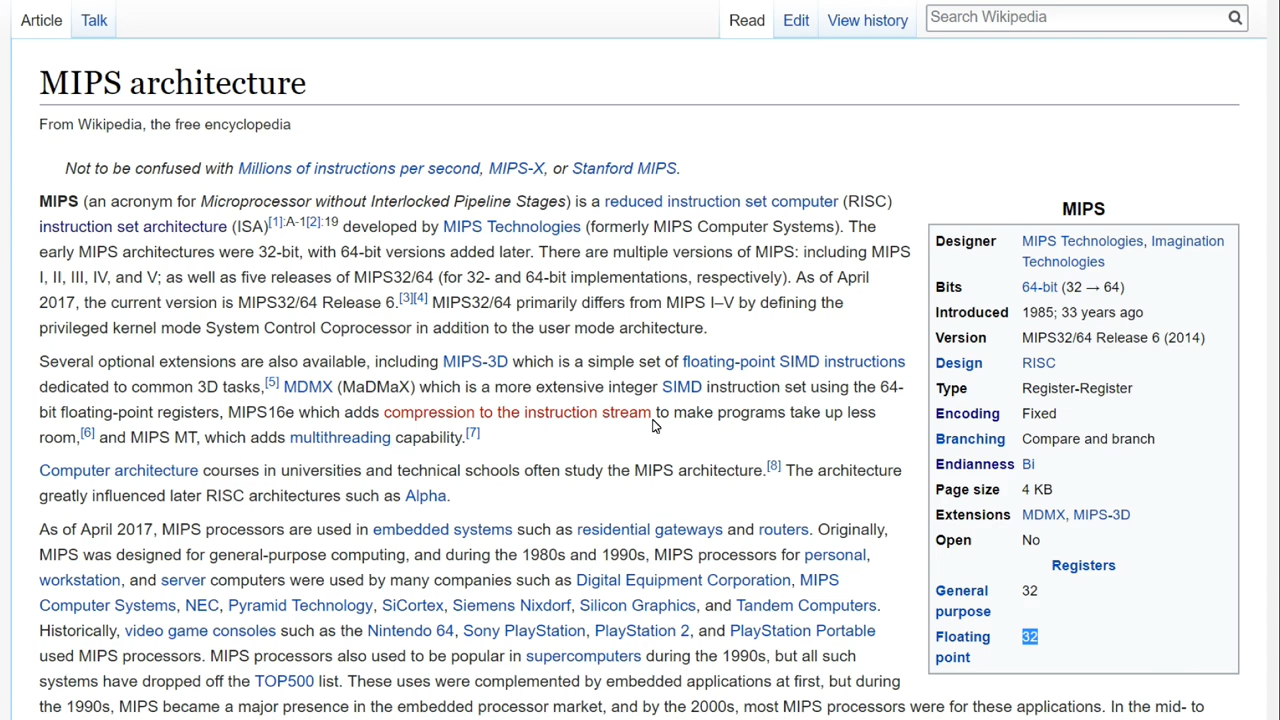 Article Talk Read Edit View history Search Wikipedia
MIPS architecture
From Wikipedia, the free encyclopedia
Not to be confused with Millions of instructions per second, MIPS-X, or Stanford MIPS.
MIPS (an acronym for Microprocessor without Interlocked Pipeline Stages) is a reduced instruction set computer (RISC)
instruction set architecture (ISA)[1]:A-1[2]:19 developed by MIPS Technologies (formerly MIPS Computer Systems). The
early MIPS architectures were 32-bit, with 64-bit versions added later. There are multiple versions of MIPS: including MIPS
I, II, III, IV, and V; as well as five releases of MIPS32/64 (for 32- and 64-bit implementations, respectively). As of April
2017, the current version is MIPS32/64 Release 6.[3][4] MIPS32/64 primarily differs from MIPS I–V by defining the
privileged kernel mode System Control Coprocessor in addition to the user mode architecture.
Several optional extensions are also available, including MIPS-3D which is a simple set of floating-point SIMD instructions
dedicated to common 3D tasks,[5] MDMX (MaDMaX) which is a more extensive integer SIMD instruction set using the 64-
bit floating-point registers, MIPS16e which adds compression to the instruction stream to make programs take up less
room,[6] and MIPS MT, which adds multithreading capability.[7]
Computer architecture courses in universities and technical schools often study the MIPS architecture.[8] The architecture
greatly influenced later RISC architectures such as Alpha.
As of April 2017, MIPS processors are used in embedded systems such as residential gateways and routers. Originally,
MIPS was designed for general-purpose computing, and during the 1980s and 1990s, MIPS processors for personal,
workstation, and server computers were used by many companies such as Digital Equipment Corporation, MIPS
Computer Systems, NEC, Pyramid Technology, SiCortex, Siemens Nixdorf, Silicon Graphics, and Tandem Computers.
Historically, video game consoles such as the Nintendo 64, Sony PlayStation, PlayStation 2, and PlayStation Portable
used MIPS processors. MIPS processors also used to be popular in supercomputers during the 1990s, but all such
systems have dropped off the TOP500 list. These uses were complemented by embedded applications at first, but during
the 1990s, MIPS became a major presence in the embedded processor market, and by the 2000s, most MIPS processors were for these applications. In the mid- to
MIPS
Designer MIPS Technologies, Imagination
Technologies
Bits 64-bit (32 → 64)
Introduced 1985; 33 years ago
Version MIPS32/64 Release 6 (2014)
Design RISC
Type Register-Register
Encoding Fixed
Branching Compare and branch
Endianness Bi
Page size 4 KB
Extensions MDMX, MIPS-3D
Open No
Registers
General 32
purpose
Floating 32
point